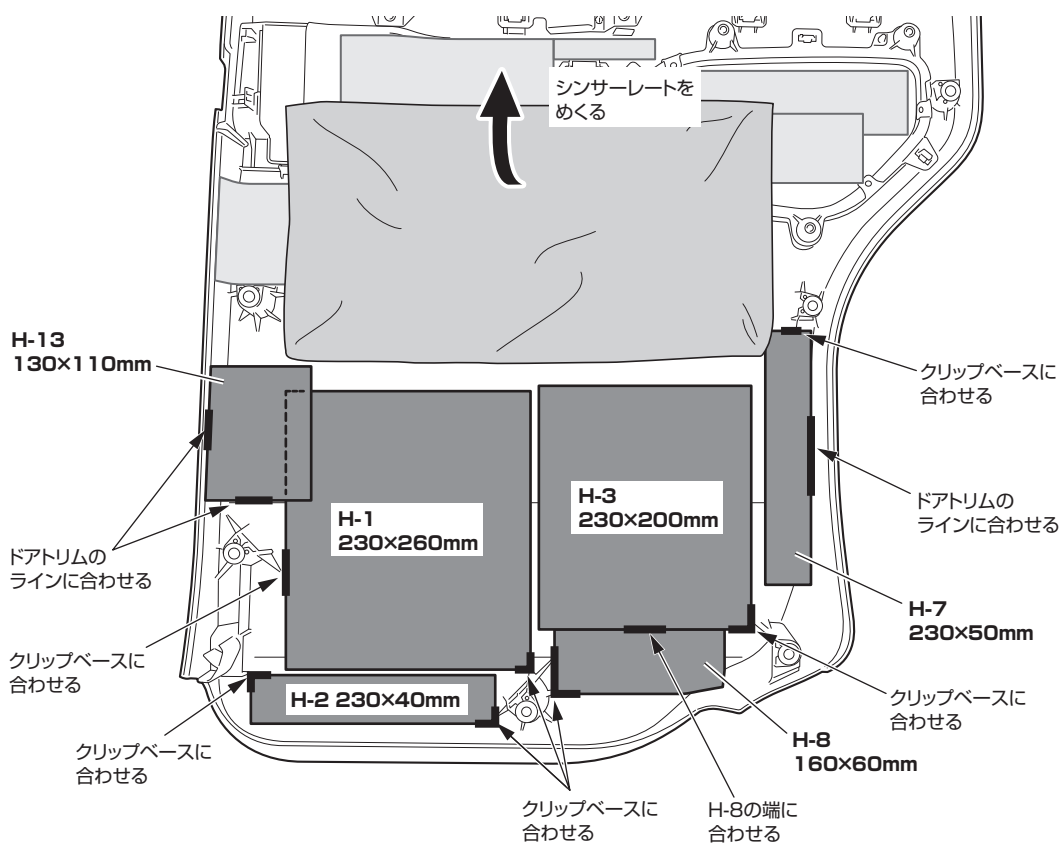 シンサーレートを
めくる
H-13
130×110mm
クリップベースに
合わせる
H-1
230×260mm
H-3
230×200mm
ドアトリムの
ラインに合わせる
ドアトリムの
ラインに合わせる
H-7
230×50mm
クリップベースに
合わせる
H-2 230×40mm
クリップベースに
合わせる
H-8
160×60mm
クリップベースに
合わせる
クリップベースに
合わせる
H-8の端に
合わせる